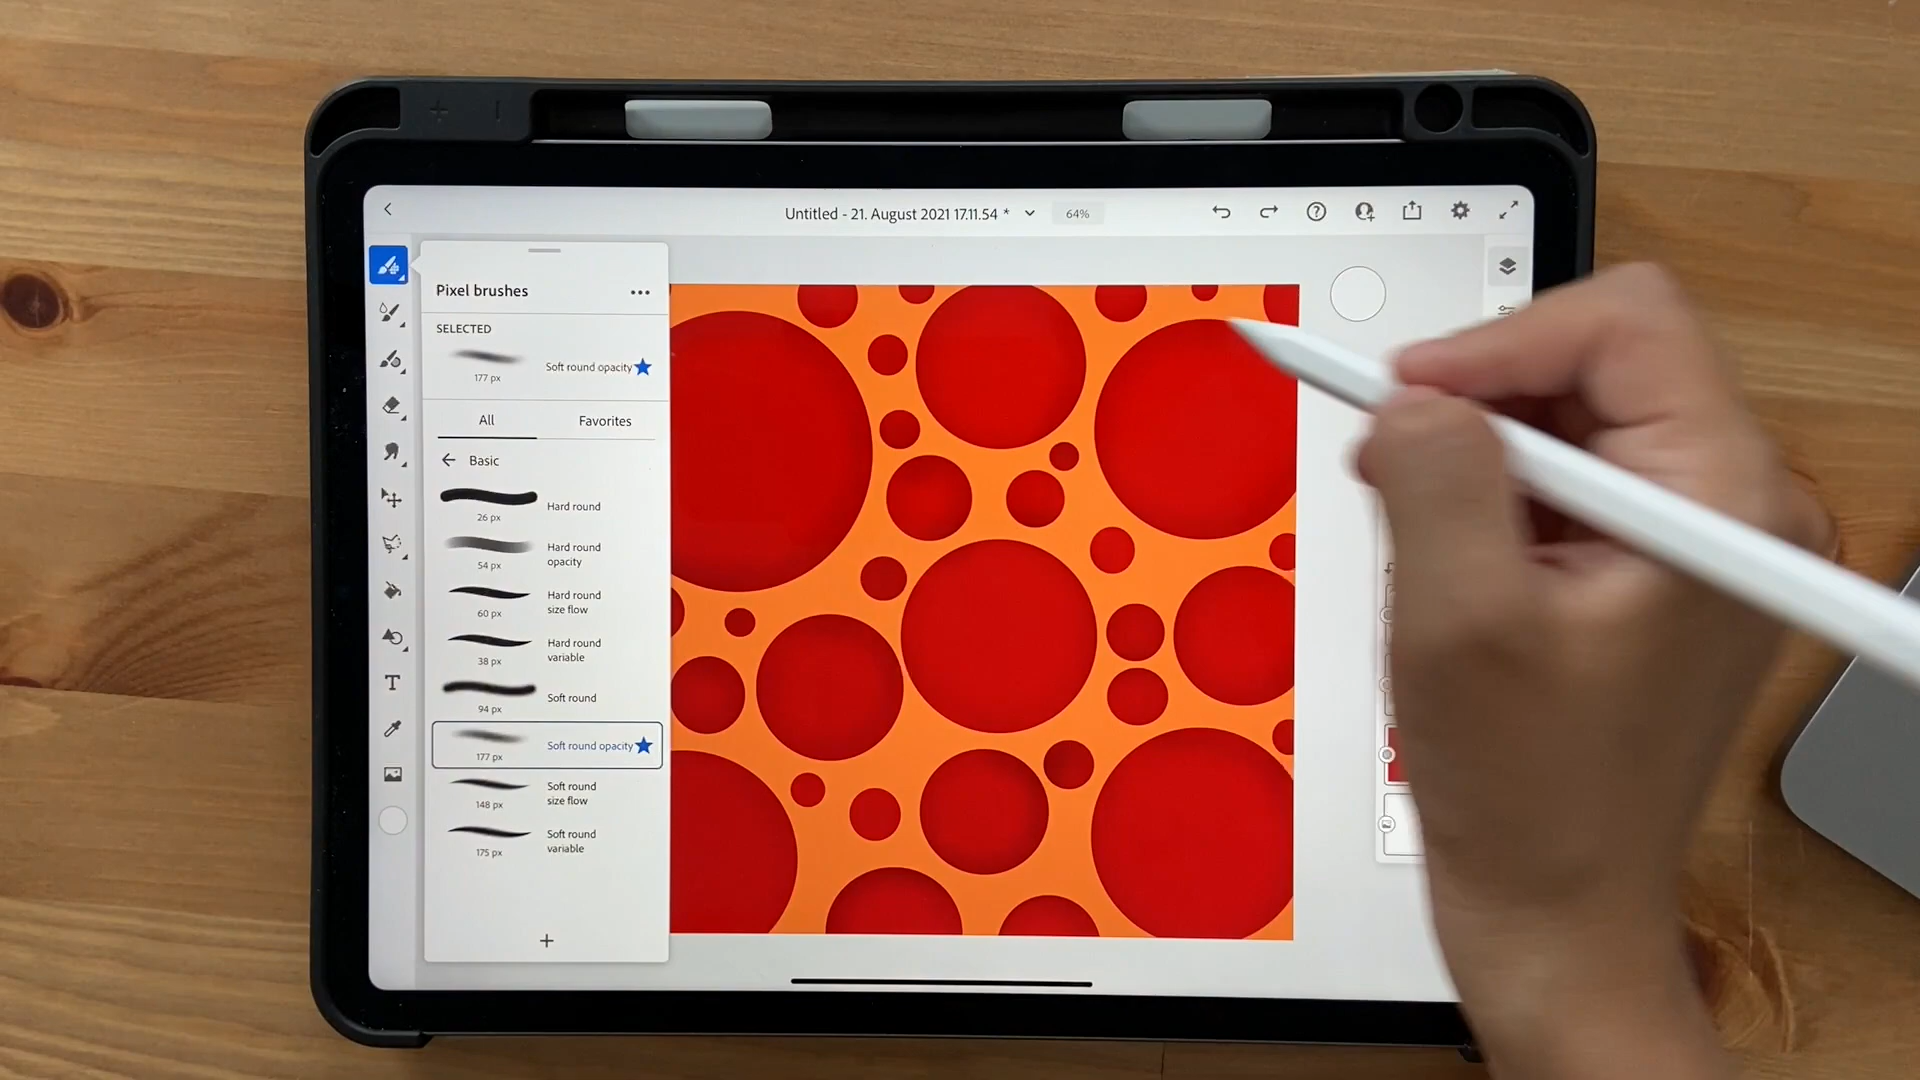 Untitled - 21. August 2021 17.11.54 *
64%
Pixel brushes
SELECTED
Soft round opacity
177 px
All
Favorites
Basic
Hard round
26 px
Hard round
opacity
54 px
Hard round
size flow
60 px
Hard round
variable
38 px
Soft round
94 px
Soft round opacity
177 px
Soft round
size flow
148 px
Soft round
variable
175 px